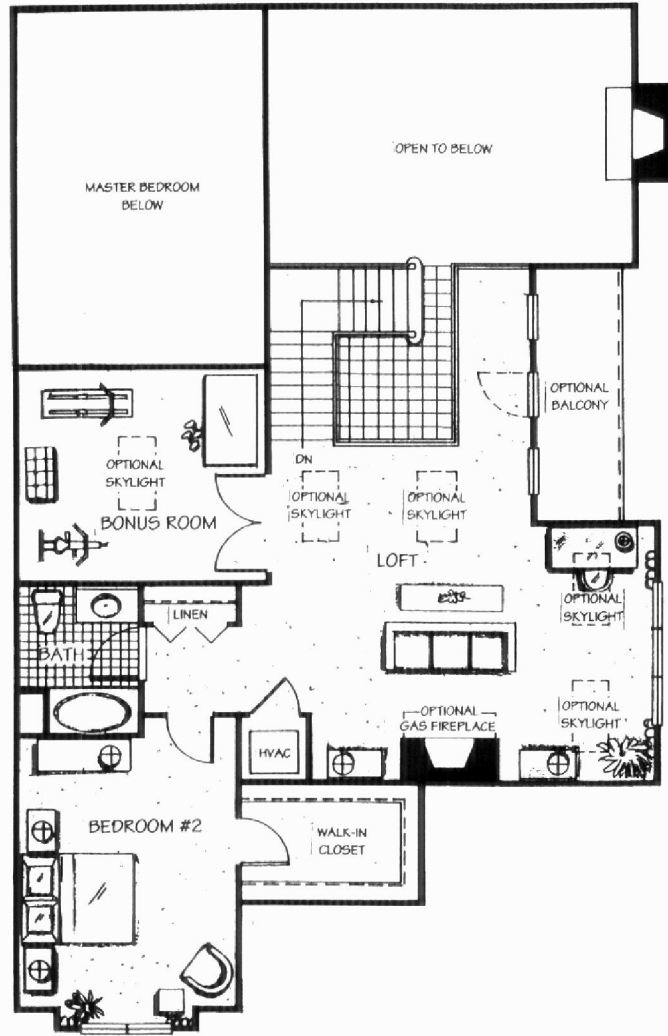 MASTER BEDROOM
BELOW
OPEN TO BELOW
OPTIONAL
BALCONY
DN
OPTIONAL
SKYLIGHT
BONUS ROOM
OPTIONAL
SKYLIGHT
OPTIONAL
SKYLIGHT
LOFT
OPTIONAL
SKYLIGHT
LINEN
BATH
OPTIONAL
GAS FIREPLACE
OPTIONAL
SKYLIGHT
HVAC
BEDROOM #2
WALK-IN
CLOSET